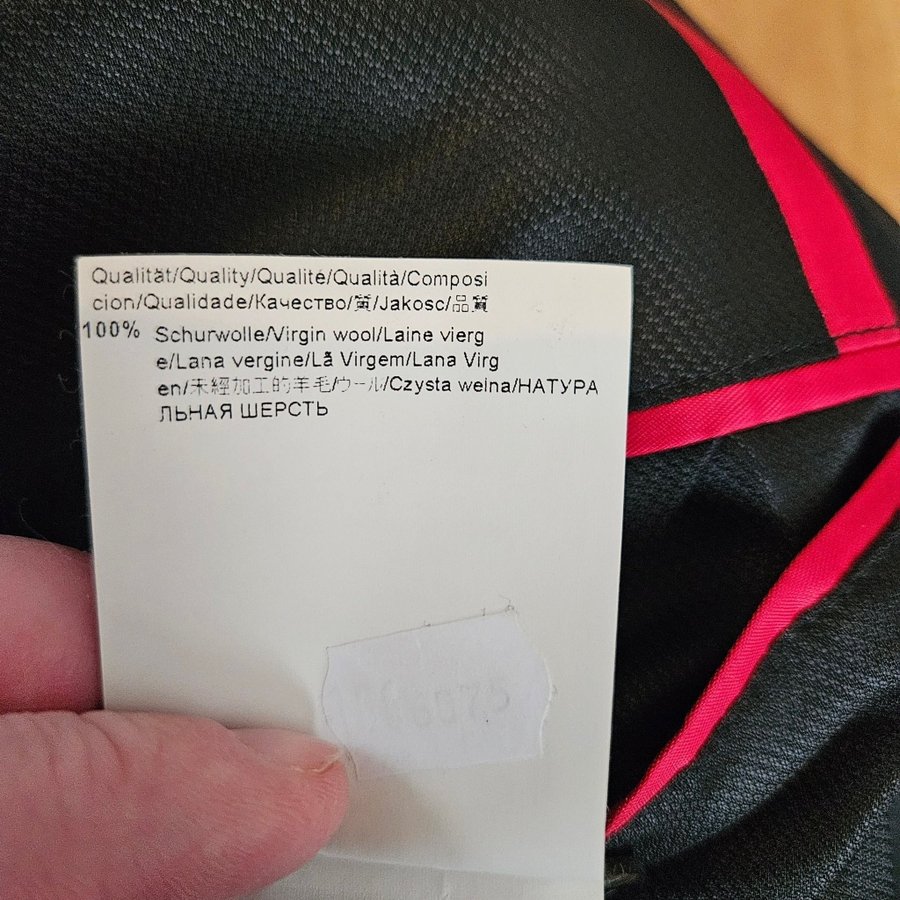 Qualität/Quality/Qualité/Qualità/Composi
cion/Qualidade/Качество/質/Jakosc/品質
100% Schurwolle/Virgin wool/Laine vierg
e/Lana vergine/Lã Virgem/Lana Virg
en/未經加工的羊毛/ウール/Czysta welna/НАТУРА
ЛЬНАЯ ШЕРСТЬ